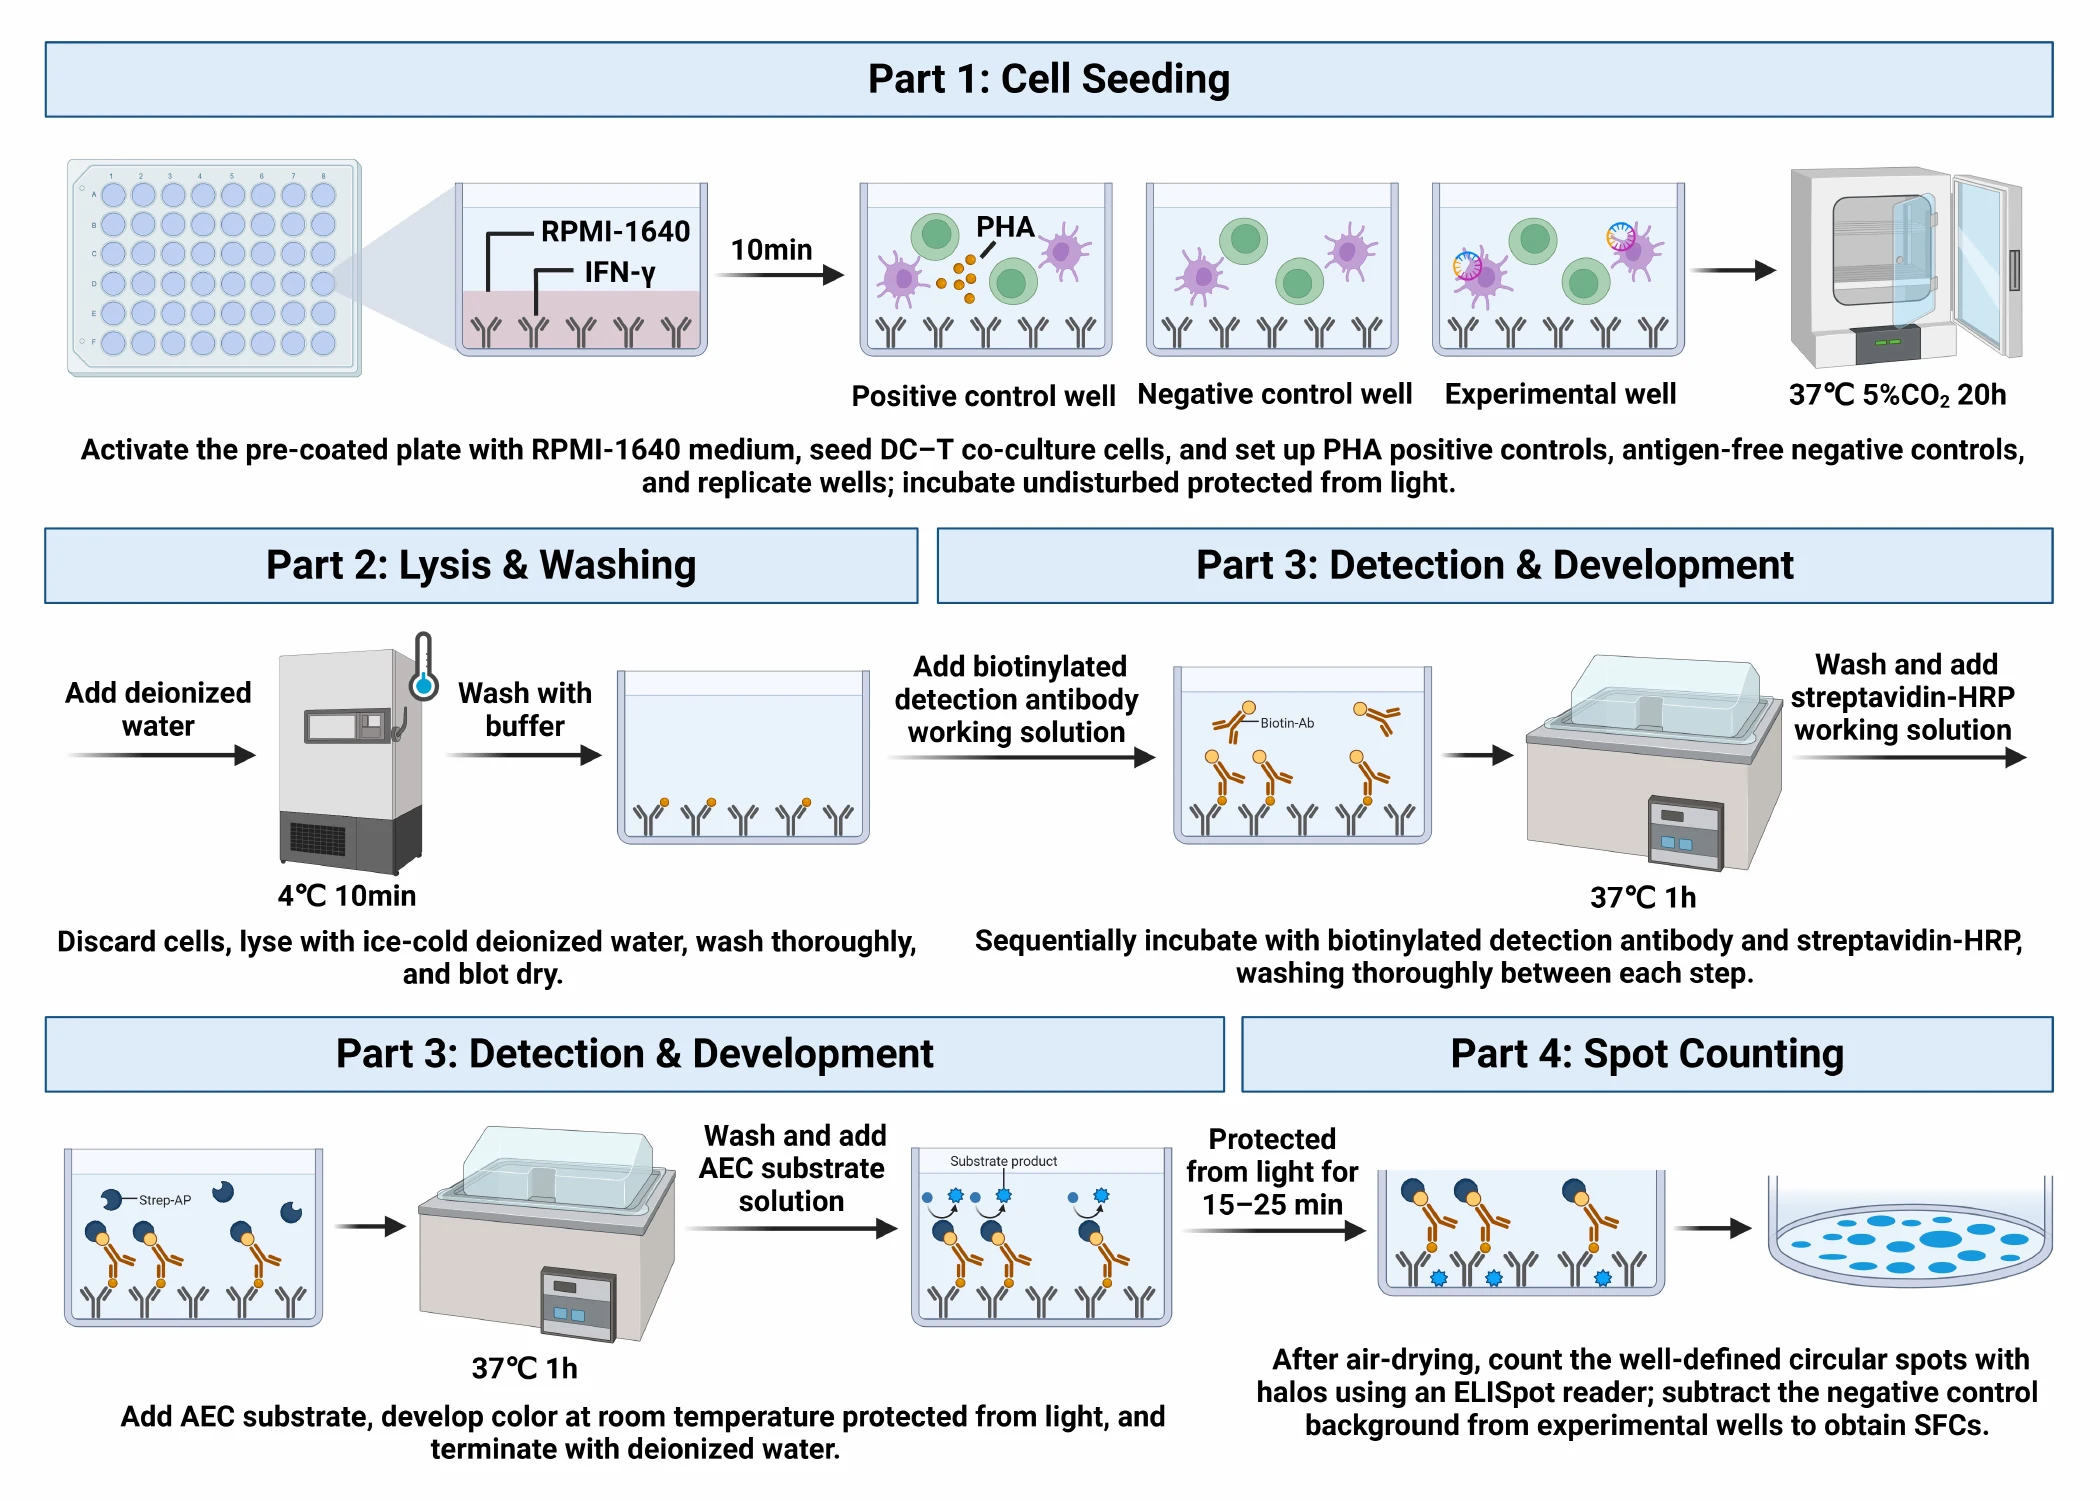 Part 1: Cell Seeding
1 2 3 4 5 6 7 8
A
B
C
D
E
F
RPMI-1640
IFN-γ
10min
PHA
Positive control well
Negative control well
Experimental well
37℃ 5%CO₂ 20h
Activate the pre-coated plate with RPMI-1640 medium, seed DC–T co-culture cells, and set up PHA positive controls, antigen-free negative controls,
and replicate wells; incubate undisturbed protected from light.
Part 2: Lysis & Washing
Add deionized
water
4℃ 10min
Wash with
buffer
Discard cells, lyse with ice-cold deionized water, wash thoroughly,
and blot dry.
Part 3: Detection & Development
Add biotinylated
detection antibody
working solution
Biotin-Ab
37℃ 1h
Wash and add
streptavidin-HRP
working solution
Sequentially incubate with biotinylated detection antibody and streptavidin-HRP,
washing thoroughly between each step.
Part 3: Detection & Development
Strep-AP
37℃ 1h
Wash and add
AEC substrate
solution
Substrate product
Protected
from light for
15–25 min
Add AEC substrate, develop color at room temperature protected from light, and
terminate with deionized water.
Part 4: Spot Counting
After air-drying, count the well-defined circular spots with
halos using an ELISpot reader; subtract the negative control
background from experimental wells to obtain SFCs.